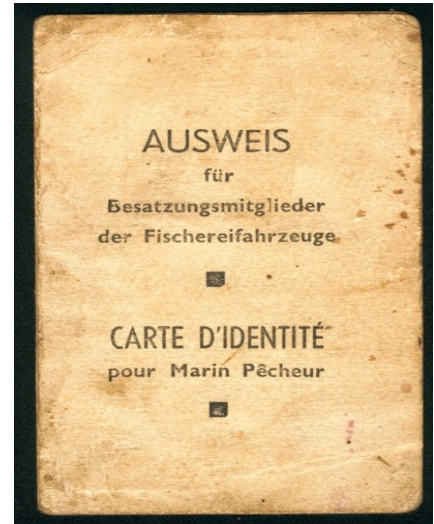 AUSWEIS
für
Besatzungsmitglieder
der Fischereifahrzeuge
CARTE D'IDENTITÉ
pour Marin Pêcheur